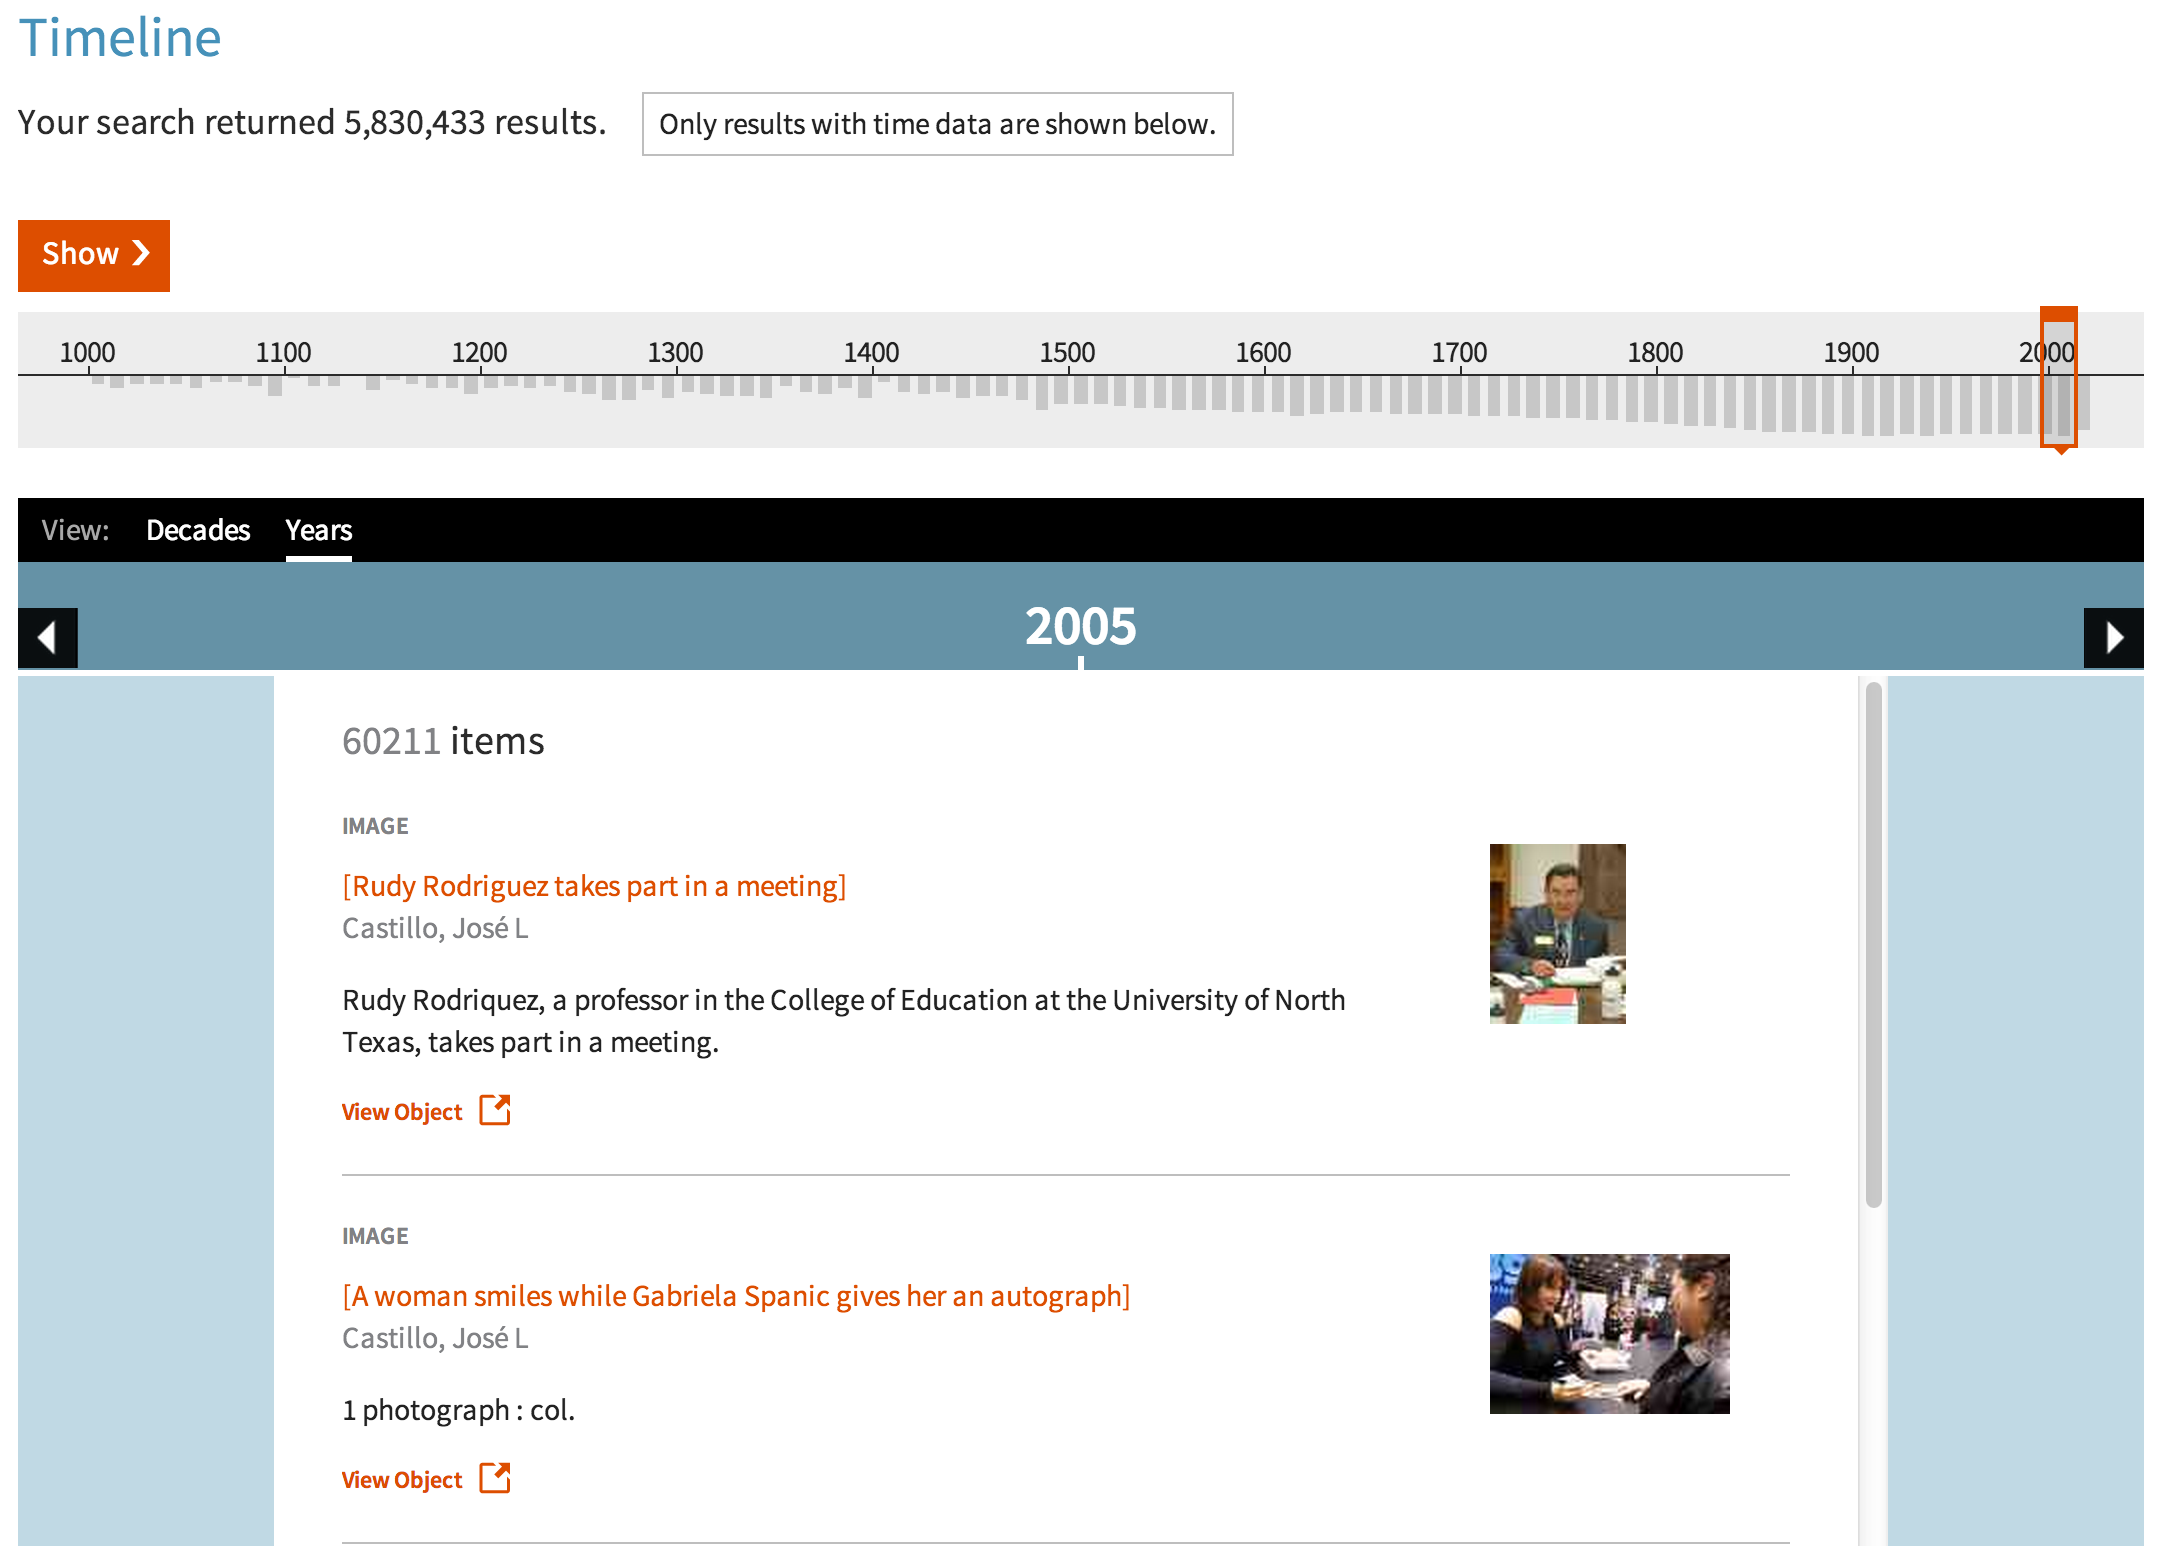 Timeline
Your search returned 5,830,433 results.
Only results with time data are shown below.
Show
1000 1100 1200 1300 1400 1500 1600 1700 1800 1900 2000
View: Decades Years
2005
60211 items
IMAGE
[Rudy Rodriguez takes part in a meeting]
Castillo, José L
Rudy Rodriquez, a professor in the College of Education at the University of North
Texas, takes part in a meeting.
View Object
IMAGE
[A woman smiles while Gabriela Spanic gives her an autograph]
Castillo, José L
1 photograph : col.
View Object